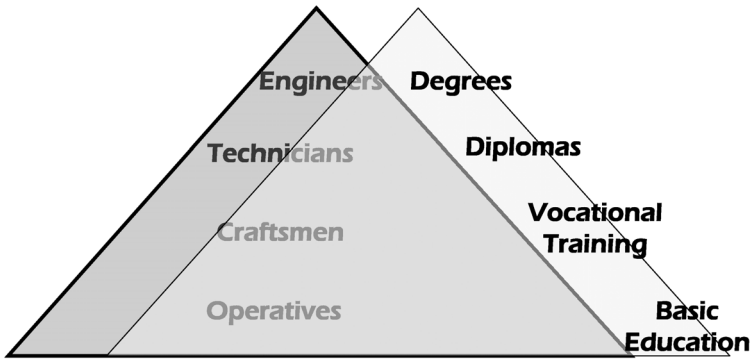 Engineers Degrees
Technicians Diplomas
Craftsmen Vocational
Training
Operatives Basic
Education